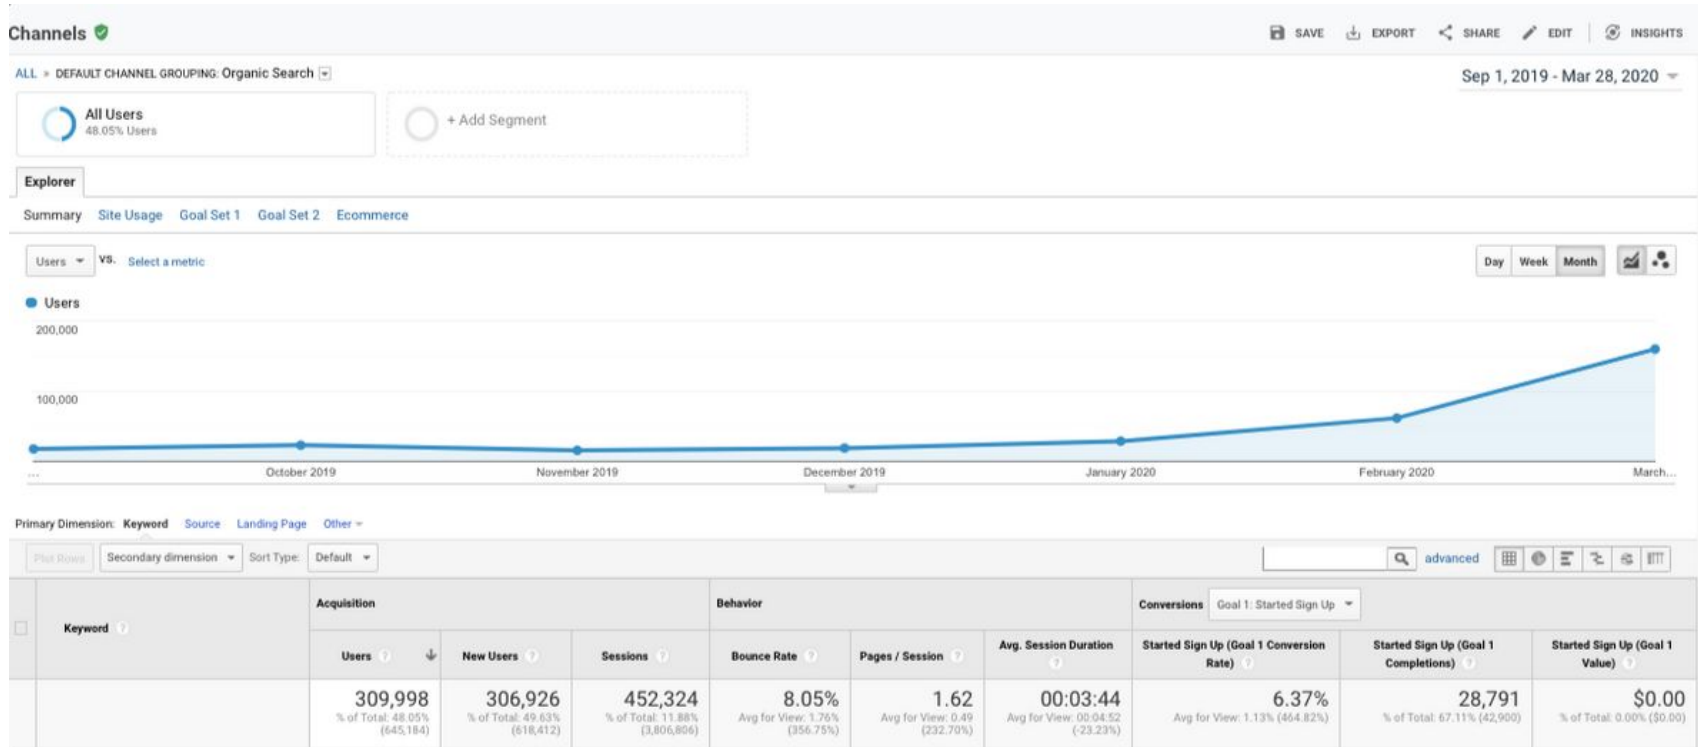 Channels
SAVE EXPORT SHARE EDIT INSIGHTS
ALL » DEFAULT CHANNEL GROUPING: Organic Search
Sep 1, 2019 - Mar 28, 2020
All Users
48.05% Users
+ Add Segment
Explorer
Summary Site Usage Goal Set 1 Goal Set 2 Ecommerce
Users VS. Select a metric
Day Week Month
Users
200,000
100,000
... October 2019 November 2019 December 2019 January 2020 February 2020 March...
Primary Dimension: Keyword Source Landing Page Other
Plot Rows Secondary dimension Sort Type: Default
advanced
Acquisition Behavior Conversions Goal 1: Started Sign Up
Keyword ?
Users ? New Users ? Sessions ? Bounce Rate ? Pages / Session ? Avg. Session Duration ? Started Sign Up (Goal 1 Conversion Rate) ? Started Sign Up (Goal 1 Completions) ? Started Sign Up (Goal 1 Value) ?
309,998 306,926 452,324 8.05% 1.62 00:03:44 6.37% 28,791 $0.00
% of Total: 48.05% % of Total: 49.63% % of Total: 11.88% Avg for View: 1.76% Avg for View: 0.49 Avg for View: 00:04:52 Avg for View: 1.13% (464.82%) % of Total: 67.11% (42,900) % of Total: 0.00% ($0.00)
(645,184) (618,412) (3,806,806) (356.75%) (232.70%) (-23.23%)